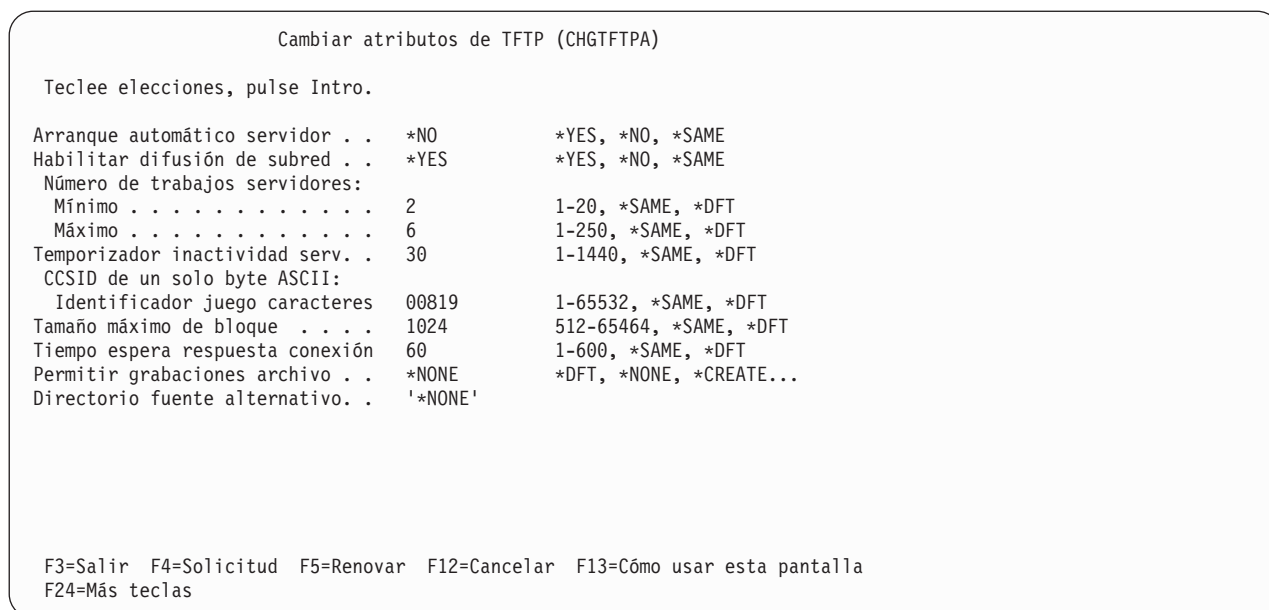 Cambiar atributos de TFTP (CHGTFTPA)
Teclee elecciones, pulse Intro.
Arranque automático servidor . . *NO *YES, *NO, *SAME
Habilitar difusión de subred . . *YES *YES, *NO, *SAME
Número de trabajos servidores:
Mínimo . . . . . . . . . . . . 2 1-20, *SAME, *DFT
Máximo . . . . . . . . . . . . 6 1-250, *SAME, *DFT
Temporizador inactividad serv. . 30 1-1440, *SAME, *DFT
CCSID de un solo byte ASCII:
Identificador juego caracteres 00819 1-65532, *SAME, *DFT
Tamaño máximo de bloque . . . . 1024 512-65464, *SAME, *DFT
Tiempo espera respuesta conexión 60 1-600, *SAME, *DFT
Permitir grabaciones archivo . . *NONE *DFT, *NONE, *CREATE...
Directorio fuente alternativo. . '*NONE'
F3=Salir F4=Solicitud F5=Renovar F12=Cancelar F13=Cómo usar esta pantalla
F24=Más teclas